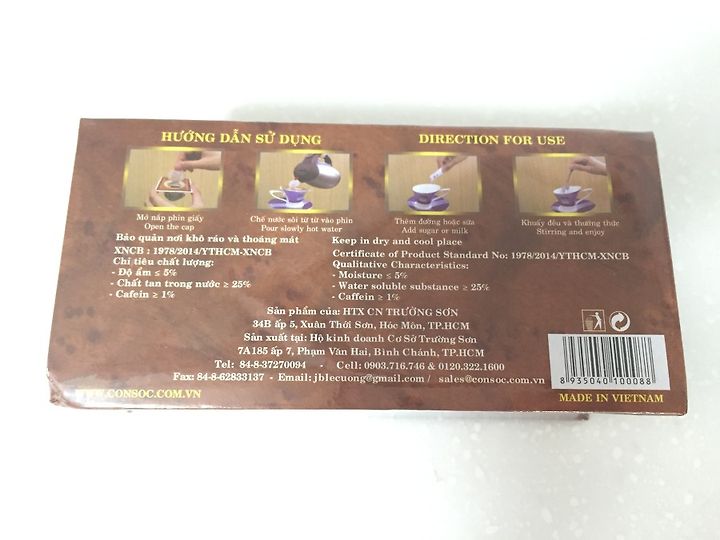 HƯỚNG DẪN SỬ DỤNG
DIRECTION FOR USE
Mở nắp phin giấy
Open the cap
Chế nước sôi từ từ vào phin
Pour slowly hot water
Thêm đường hoặc sữa
Add sugar or milk
Khuấy đều và thưởng thức
Stirring and enjoy
Bảo quản nơi khô ráo và thoáng mát
XNCB : 1978/2014/YTHCM-XNCB
Chỉ tiêu chất lượng:
- Độ ẩm ≤ 5%
- Chất tan trong nước ≥ 25%
- Cafein ≥ 1%
Keep in dry and cool place
Certificate of Product Standard No: 1978/2014/YTHCM-XNCB
Qualitative Characteristics:
- Moisture ≤ 5%
- Water soluble substance ≥ 25%
- Caffein ≥ 1%
Sản phẩm của: HTX CN TRƯỜNG SƠN
34B ấp 5, Xuân Thới Sơn, Hóc Môn, TP.HCM
Sản xuất tại: Hộ kinh doanh Cơ Sở Trường Sơn
7A185 ấp 7, Phạm Văn Hai, Bình Chánh, TP.HCM
Tel: 84-8-37270094 - Cell: 0903.716.746 & 0120.322.1600
Fax: 84-8-62833137 - Email: jblecuong@gmail.com / sales@consoc.com.vn
WWW.CONSOC.COM.VN
8 935040 100088
MADE IN VIETNAM